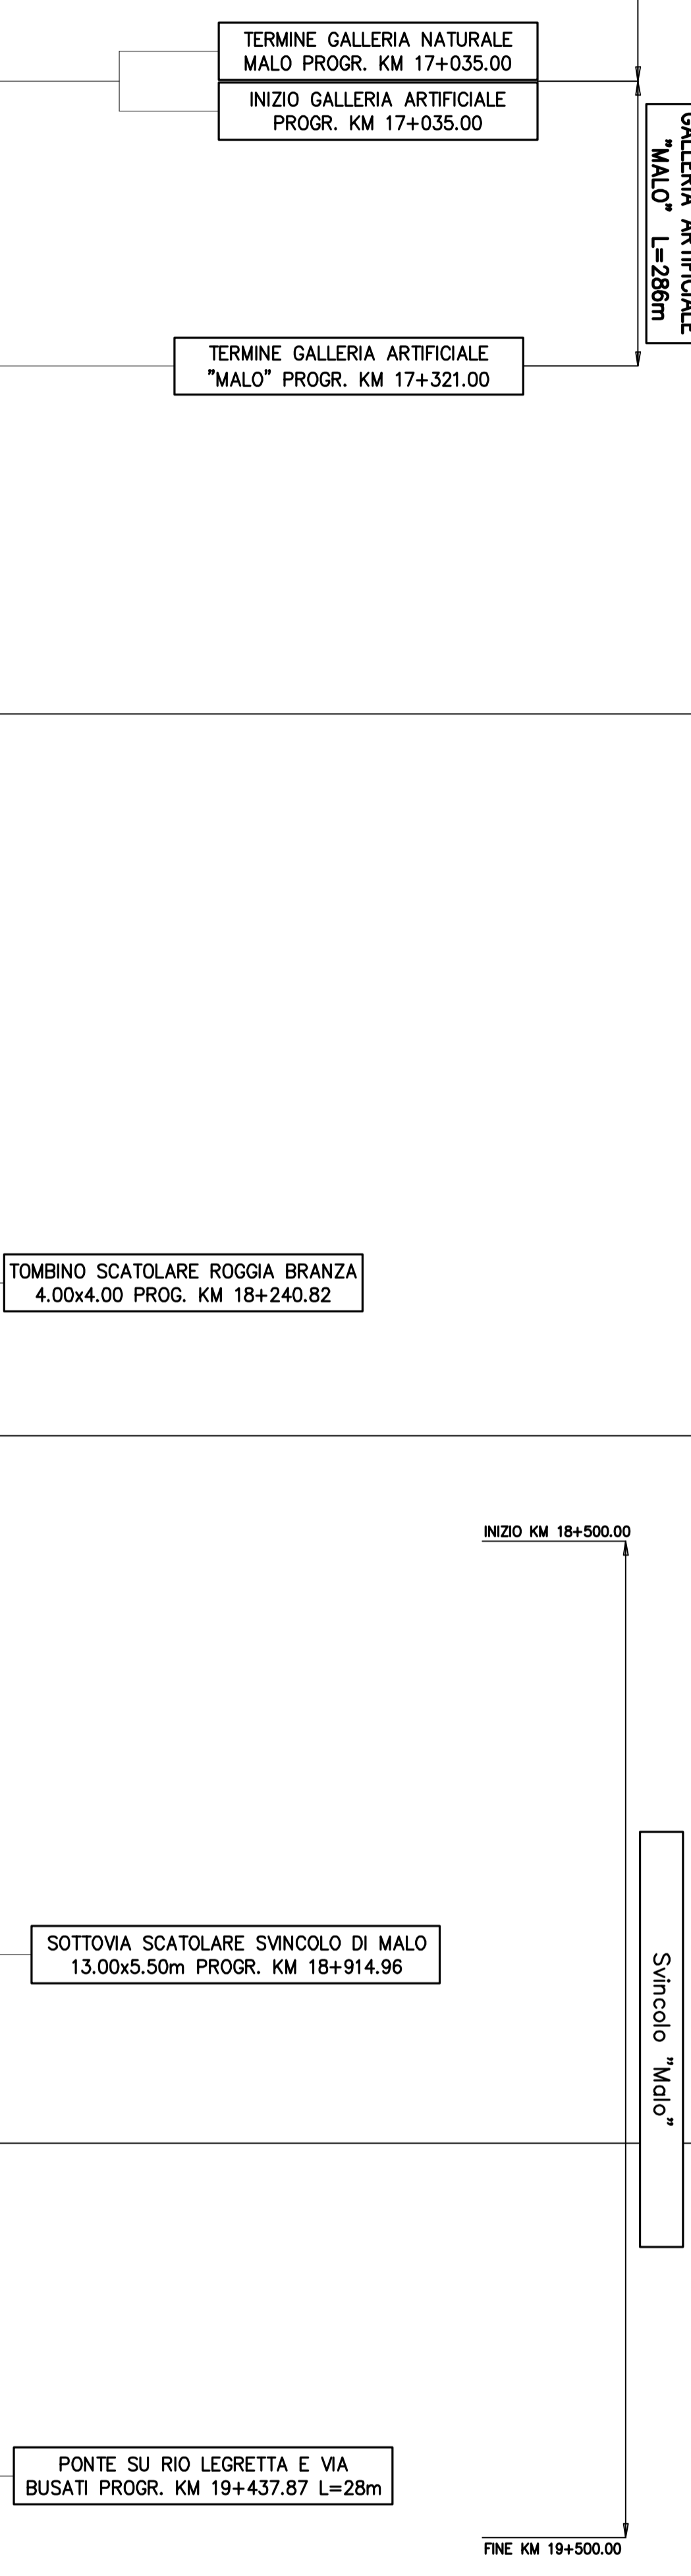 TERMINE GALLERIA NATURALE
MALO PROGR. KM 17+035.00
INIZIO GALLERIA ARTIFICIALE
PROGR. KM 17+035.00
GALLERIA ARTIFICIALE
"MALO" L=286m
TERMINE GALLERIA ARTIFICIALE
"MALO" PROGR. KM 17+321.00
TOMBINO SCATOLARE ROGGIA BRANZA
4.00x4.00 PROG. KM 18+240.82
INIZIO KM 18+500.00
SOTTOVIA SCATOLARE SVINCOLO DI MALO
13.00x5.50m PROGR. KM 18+914.96
Svincolo "Malo"
PONTE SU RIO LEGRETTA E VIA
BUSATI PROGR. KM 19+437.87 L=28m
FINE KM 19+500.00